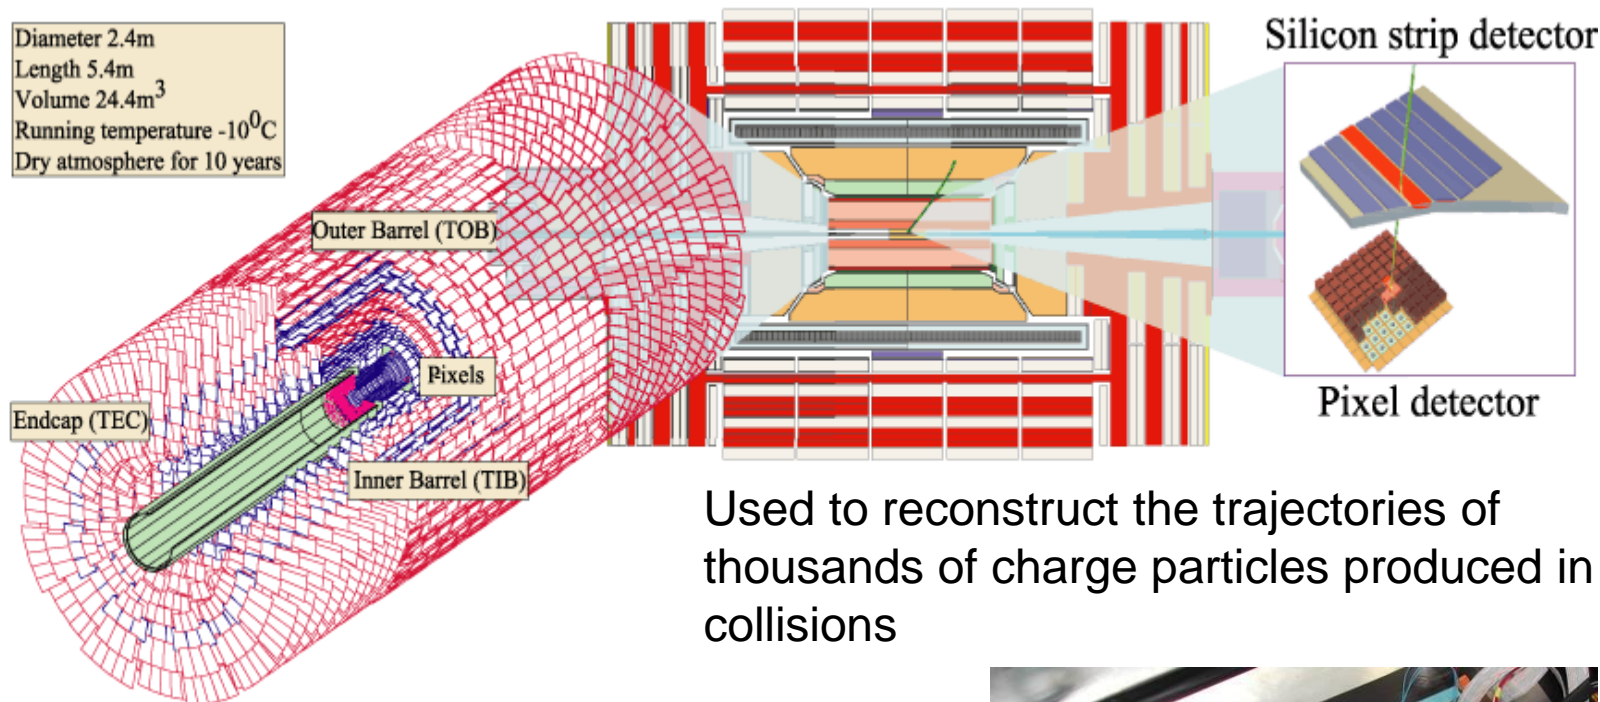 Diameter 2.4m
Length 5.4m
Volume 24.4m³
Running temperature -10⁰C
Dry atmosphere for 10 years
Silicon strip detector
Outer Barrel (TOB)
Pixels
Endcap (TEC)
Inner Barrel (TIB)
Pixel detector
Used to reconstruct the trajectories of
thousands of charge particles produced in
collisions